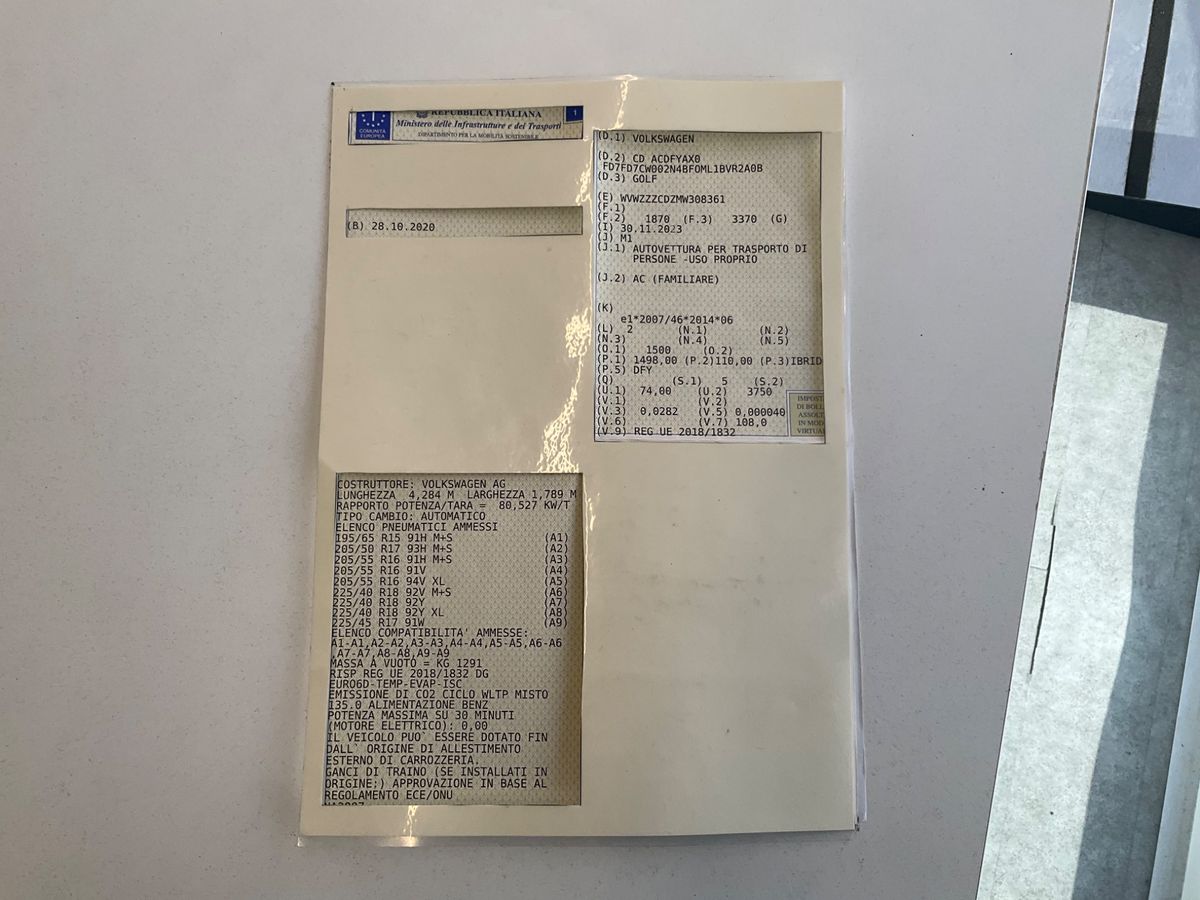 REPUBBLICA ITALIANA
Ministero delle Infrastrutture e dei Trasporti
DIPARTIMENTO PER LA MOBILITÀ SOSTENIBILE
COMUNITÀ
EUROPEA
1
(B) 28.10.2020
(D.1) VOLKSWAGEN
(D.2) CD ACDFYAX0
FD7FD7CW002N4BFOML1BVR2A0B
(D.3) GOLF
(E) WVWZZZCDZMW308361
(F.1)
(F.2) 1870 (F.3) 3370 (G)
(I) 30.11.2023
(J) M1
(J.1) AUTOVETTURA PER TRASPORTO DI
PERSONE -USO PROPRIO
(J.2) AC (FAMILIARE)
(K)
e1*2007/46*2014*06
(L) 2 (N.1) (N.2)
(N.3) (N.4) (N.5)
(O.1) 1500 (O.2)
(P.1) 1498,00 (P.2)110,00 (P.3)IBRID
(P.5) DFY
(Q) (S.1) 5 (S.2)
(U.1) 74,00 (U.2) 3750
(V.1) (V.2)
(V.3) 0,0282 (V.5) 0,000040
(V.6) (V.7) 108,0
(V.9) REG UE 2018/1832
IMPOST
DI BOLL
ASSOLT
IN MOD
VIRTUA
COSTRUTTORE: VOLKSWAGEN AG
LUNGHEZZA 4,284 M LARGHEZZA 1,789 M
RAPPORTO POTENZA/TARA = 80,527 KW/T
TIPO CAMBIO: AUTOMATICO
ELENCO PNEUMATICI AMMESSI
195/65 R15 91H M+S (A1)
205/50 R17 93H M+S (A2)
205/55 R16 91H M+S (A3)
205/55 R16 91V (A4)
205/55 R16 94V XL (A5)
225/40 R18 92V M+S (A6)
225/40 R18 92Y (A7)
225/40 R18 92Y XL (A8)
225/45 R17 91W (A9)
ELENCO COMPATIBILITA' AMMESSE:
A1-A1,A2-A2,A3-A3,A4-A4,A5-A5,A6-A6
,A7-A7,A8-A8,A9-A9
MASSA A VUOTO = KG 1291
RISP REG UE 2018/1832 DG
EURO6D-TEMP-EVAP-ISC
EMISSIONE DI CO2 CICLO WLTP MISTO
135.0 ALIMENTAZIONE BENZ
POTENZA MASSIMA SU 30 MINUTI
(MOTORE ELETTRICO): 0,00
IL VEICOLO PUO` ESSERE DOTATO FIN
DALL` ORIGINE DI ALLESTIMENTO
ESTERNO DI CARROZZERIA.
GANCI DI TRAINO (SE INSTALLATI IN
ORIGINE;) APPROVAZIONE IN BASE AL
REGOLAMENTO ECE/ONU